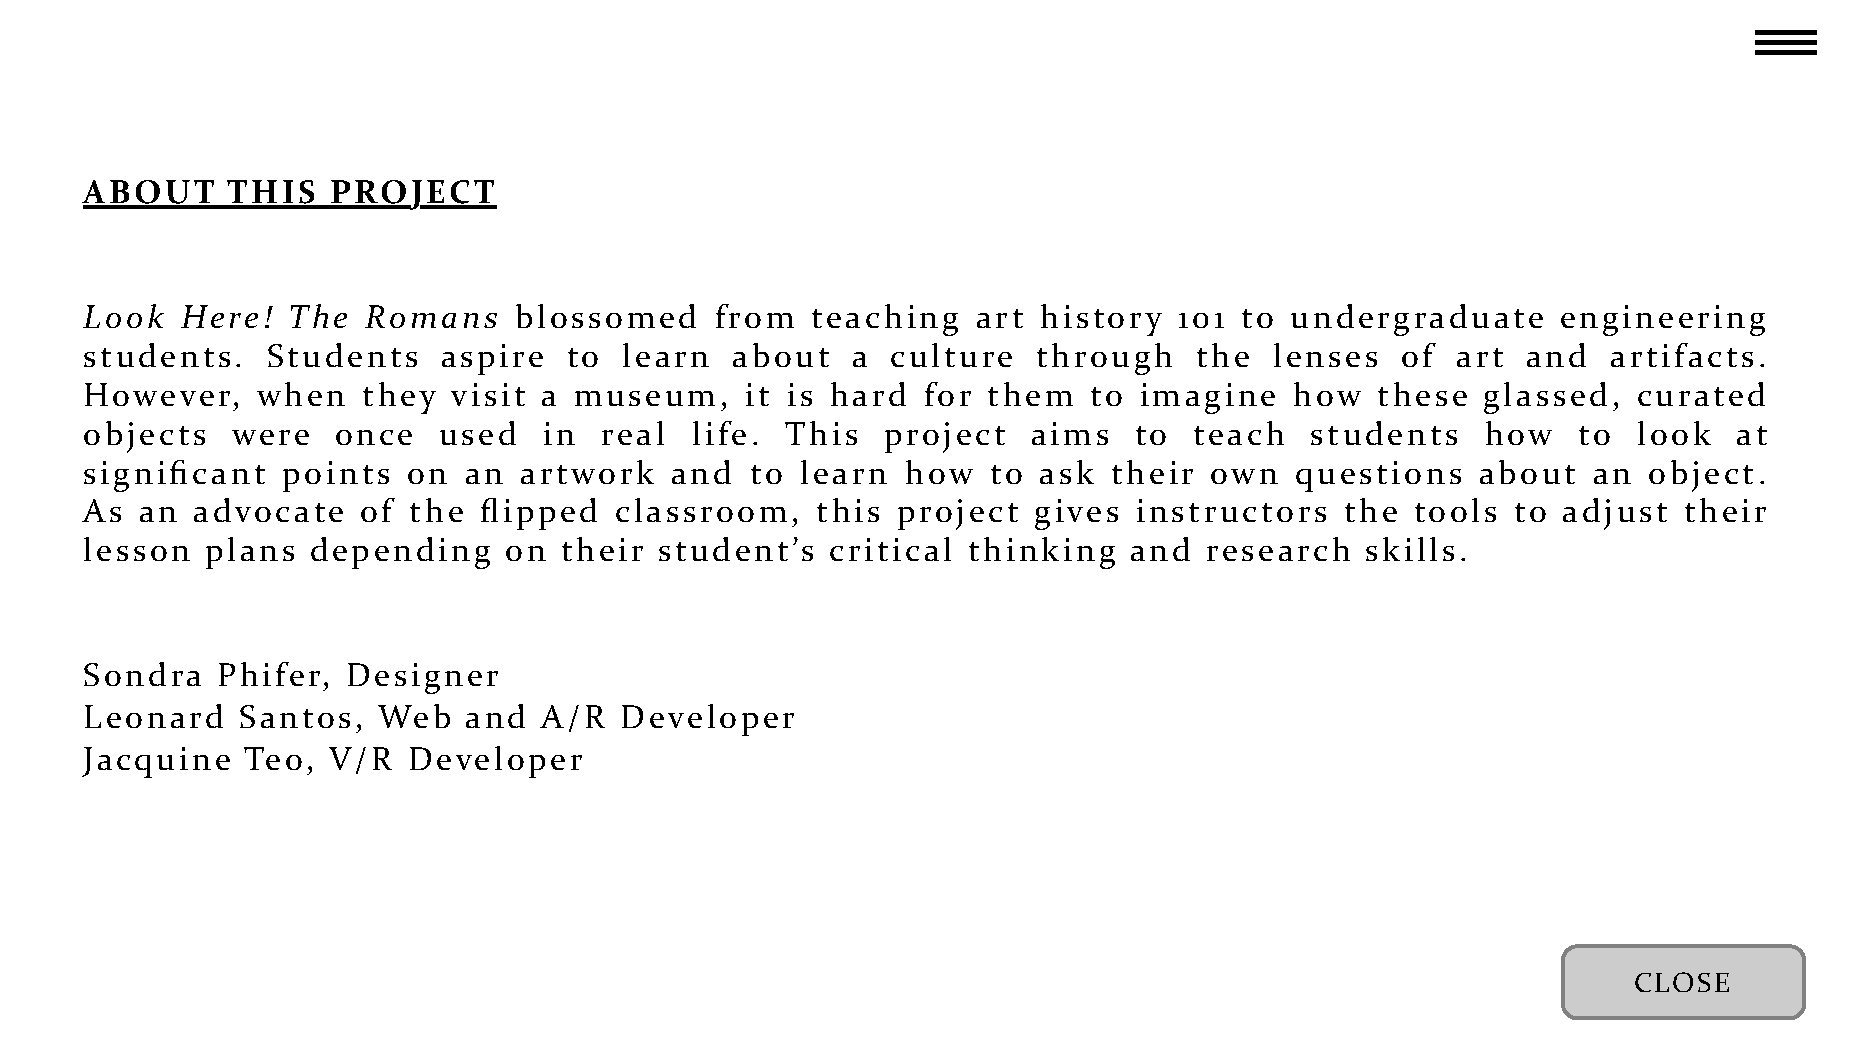 ABOUT THIS PROJECT
Look Here! The Romans blossomed from teaching art history 101 to undergraduate engineering
students. Students aspire to learn about a culture through the lenses of art and artifacts.
However, when they visit a museum, it is hard for them to imagine how these glassed, curated
objects were once used in real life. This project aims to teach students how to look at
significant points on an artwork and to learn how to ask their own questions about an object.
As an advocate of the flipped classroom, this project gives instructors the tools to adjust their
lesson plans depending on their student’s critical thinking and research skills.
Sondra Phifer, Designer
Leonard Santos, Web and A/R Developer
Jacquine Teo, V/R Developer
CLOSE